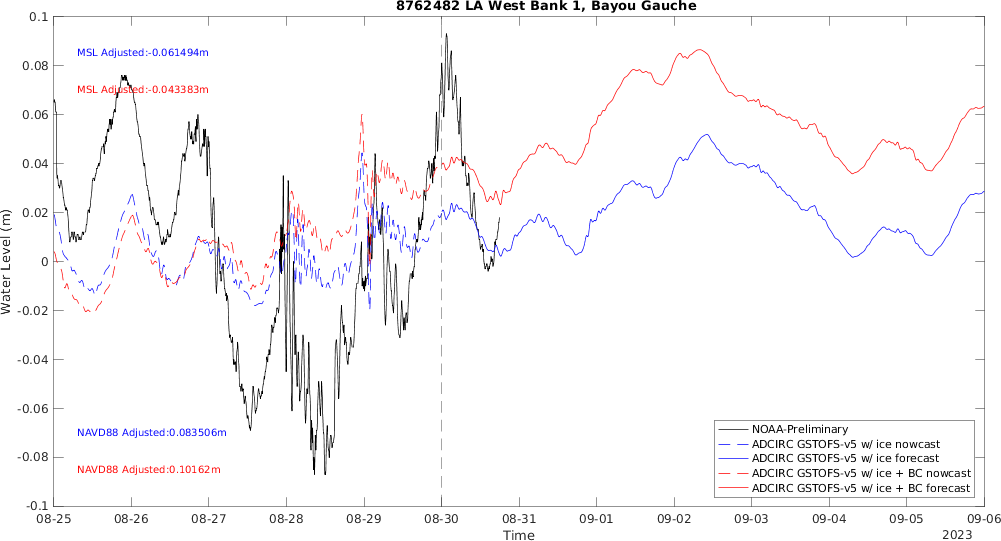 8762482 LA West Bank 1, Bayou Gauche
0.1
0.08
0.06
0.04
0.02
0
-0.02
-0.04
-0.06
-0.08
-0.1
Water Level (m)
MSL Adjusted:-0.061494m
MSL Adjusted:-0.043383m
NAVD88 Adjusted:0.083506m
NAVD88 Adjusted:0.10162m
NOAA-Preliminary
ADCIRC GSTOFS-v5 w/ ice nowcast
ADCIRC GSTOFS-v5 w/ ice forecast
ADCIRC GSTOFS-v5 w/ ice + BC nowcast
ADCIRC GSTOFS-v5 w/ ice + BC forecast
08-25 08-26 08-27 08-28 08-29 08-30 08-31 09-01 09-02 09-03 09-04 09-05 09-06
Time
2023